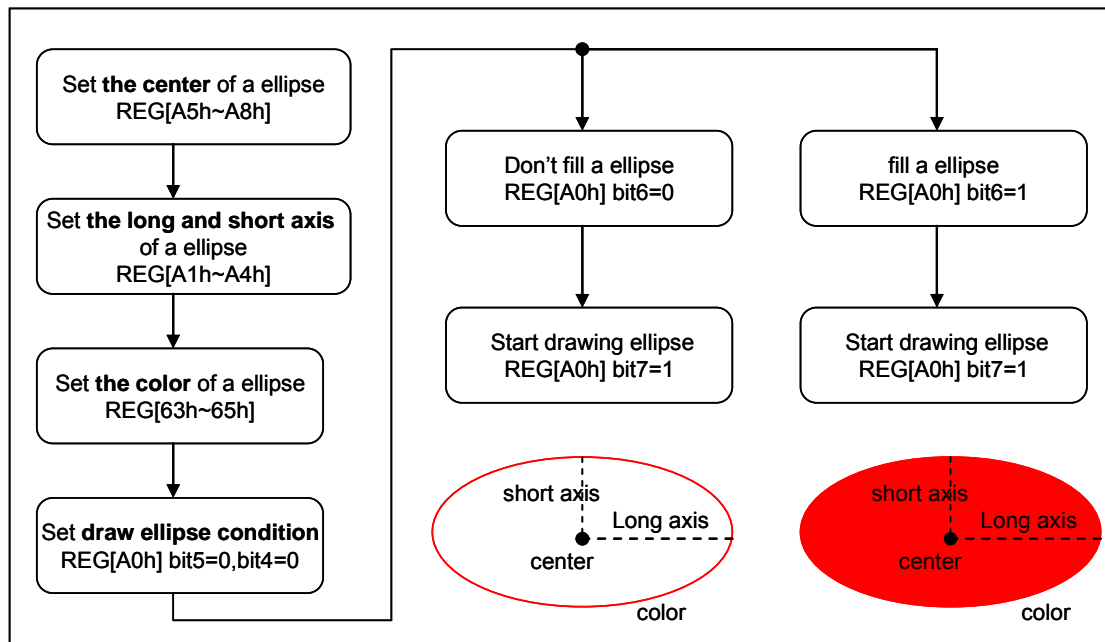 Set the center of a ellipse
REG[A5h~A8h]
Set the long and short axis
of a ellipse
REG[A1h~A4h]
Set the color of a ellipse
REG[63h~65h]
Set draw ellipse condition
REG[A0h] bit5=0,bit4=0
Don't fill a ellipse
REG[A0h] bit6=0
Start drawing ellipse
REG[A0h] bit7=1
short axis
Long axis
center
color
fill a ellipse
REG[A0h] bit6=1
Start drawing ellipse
REG[A0h] bit7=1
short axis
Long axis
center
color